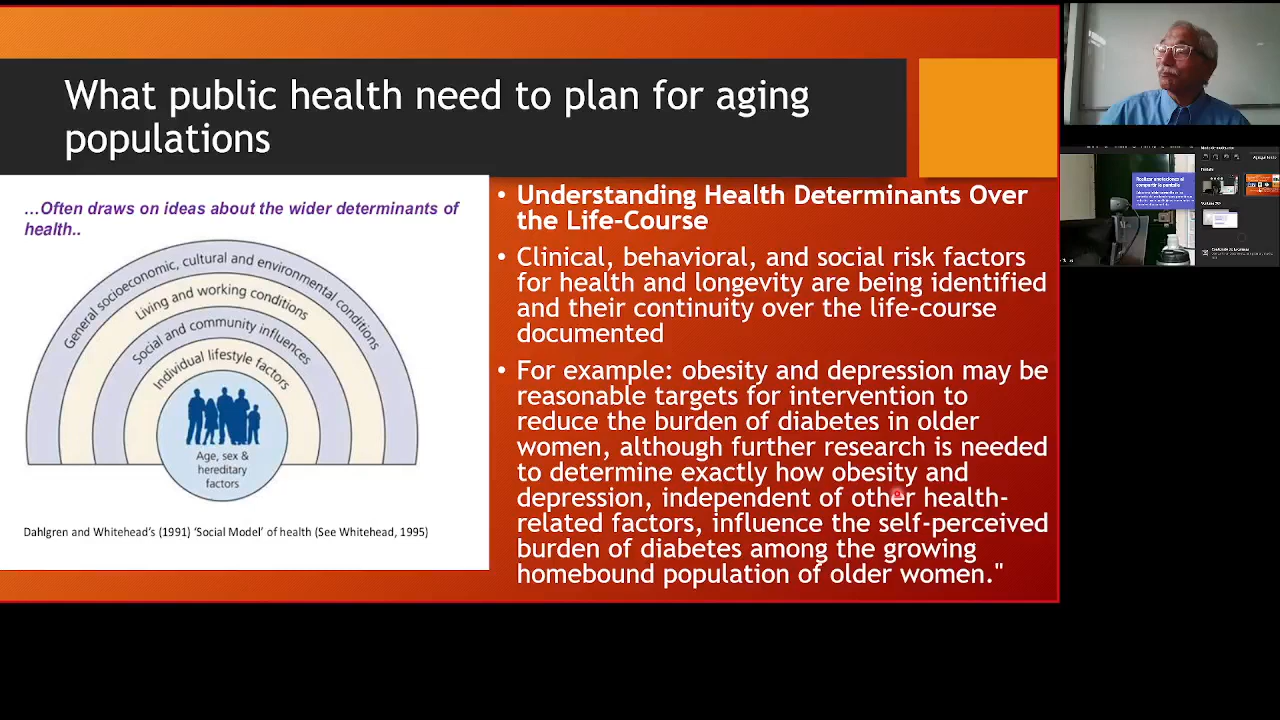 What public health need to plan for aging
populations
...Often draws on ideas about the wider determinants of
health..
General socioeconomic, cultural and environmental conditions
Living and working conditions
Social and community influences
Individual lifestyle factors
Age, sex &
hereditary
factors
Dahlgren and Whitehead's (1991) 'Social Model' of health (See Whitehead, 1995)
• Understanding Health Determinants Over
the Life-Course
• Clinical, behavioral, and social risk factors
for health and longevity are being identified
and their continuity over the life-course
documented
• For example: obesity and depression may be
reasonable targets for intervention to
reduce the burden of diabetes in older
women, although further research is needed
to determine exactly how obesity and
depression, independent of other health-
related factors, influence the self-perceived
burden of diabetes among the growing
homebound population of older women."
Realizar anotaciones al
compartir la pantalla